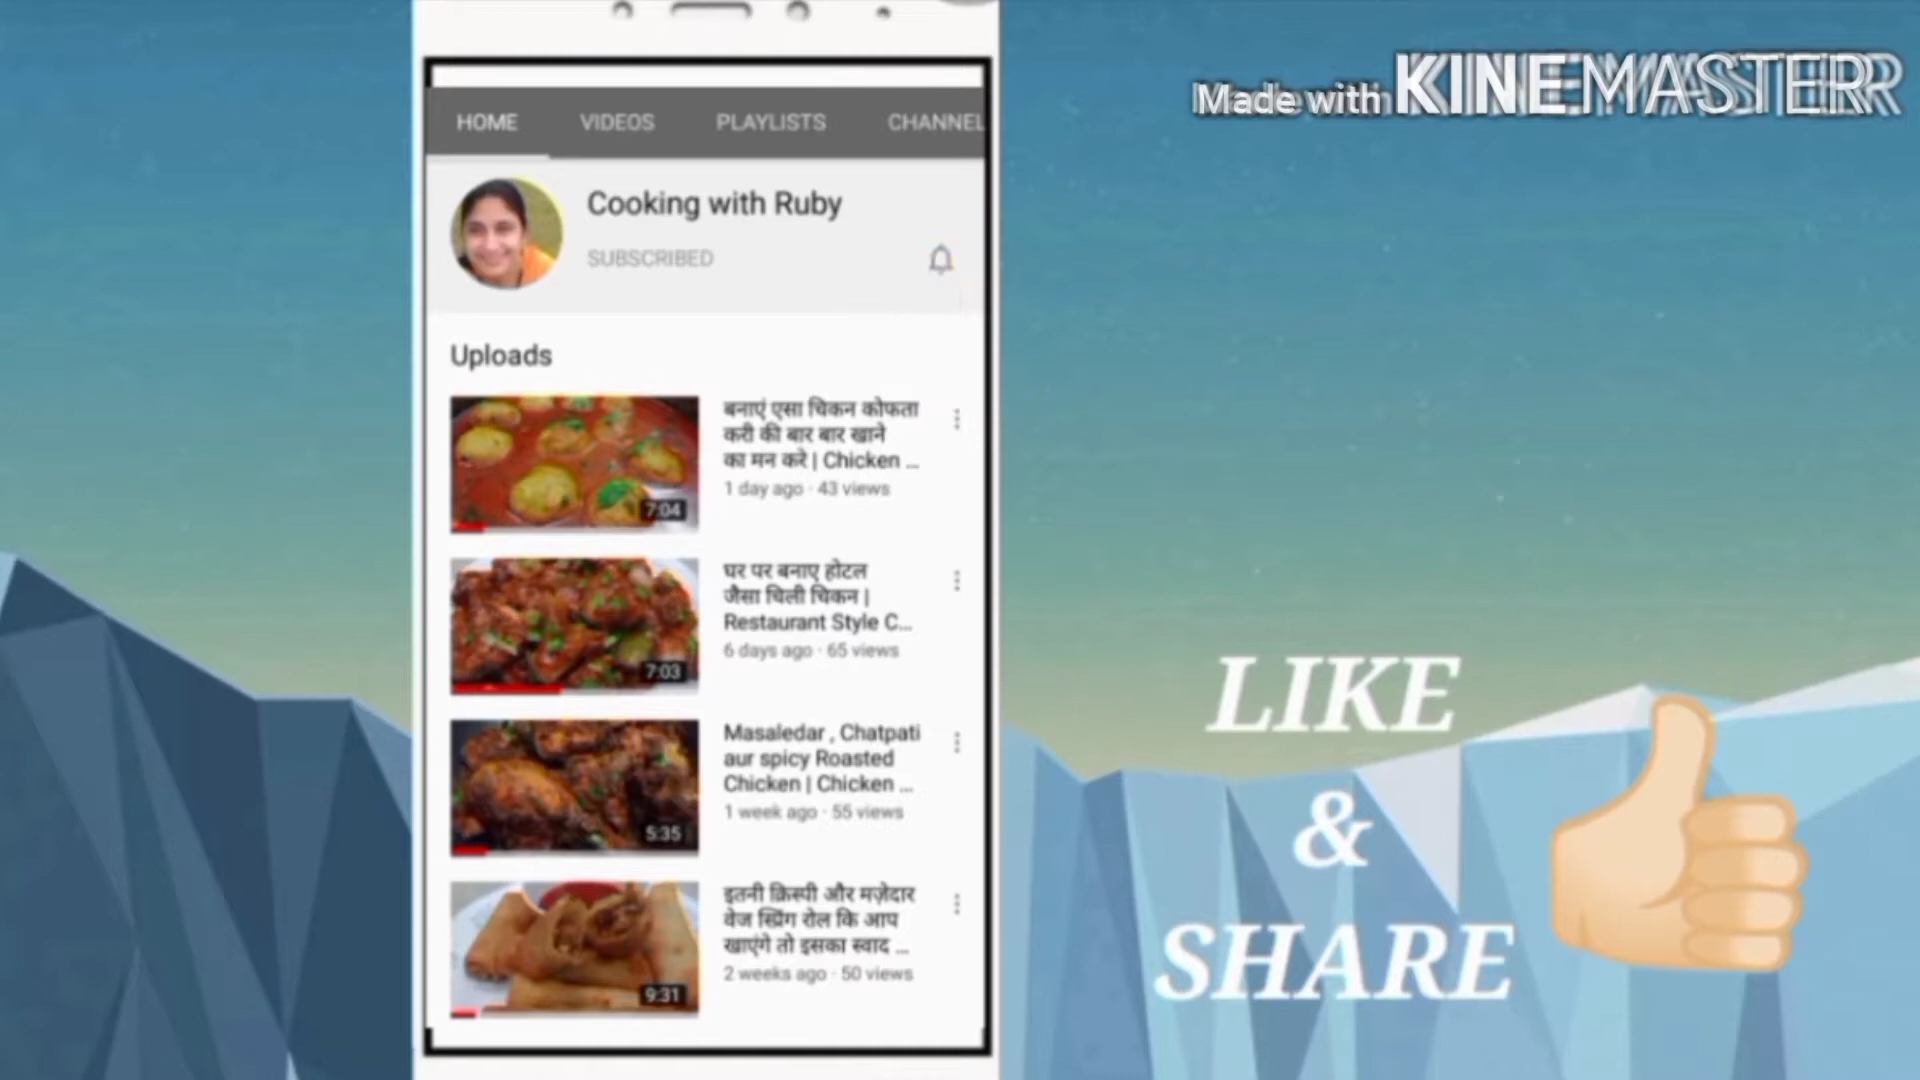 Made with KINEMASTER
HOME VIDEOS PLAYLISTS CHANNEL
Cooking with Ruby
SUBSCRIBED
Uploads
बनाएं एसा चिकन कोफता
करी की बार बार खाने
का मन करे | Chicken ...
1 day ago · 43 views
7:04
घर पर बनाए होटल
जैसा चिली चिकन |
Restaurant Style C...
6 days ago · 65 views
7:03
Masaledar , Chatpati
aur spicy Roasted
Chicken | Chicken ...
1 week ago · 55 views
5:35
इतनी क्रिस्पी और मज़ेदार
वेज स्प्रिंग रोल कि आप
खाएंगे तो इसका स्वाद ...
2 weeks ago · 50 views
9:31
LIKE
&
SHARE